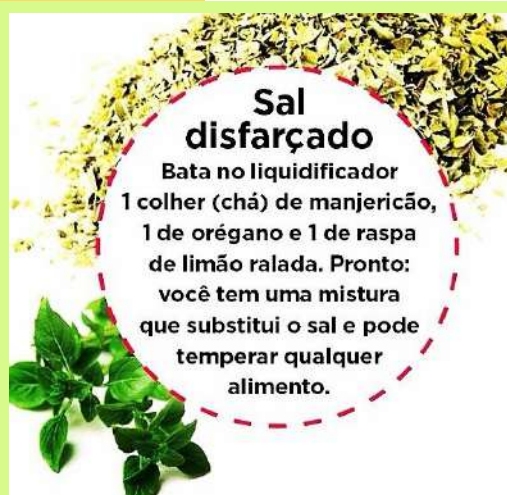 Sal
disfarçado
Bata no liquidificador
1 colher (chá) de manjericão,
1 de orégano e 1 de raspa
de limão ralada. Pronto:
você tem uma mistura
que substitui o sal e pode
temperar qualquer
alimento.